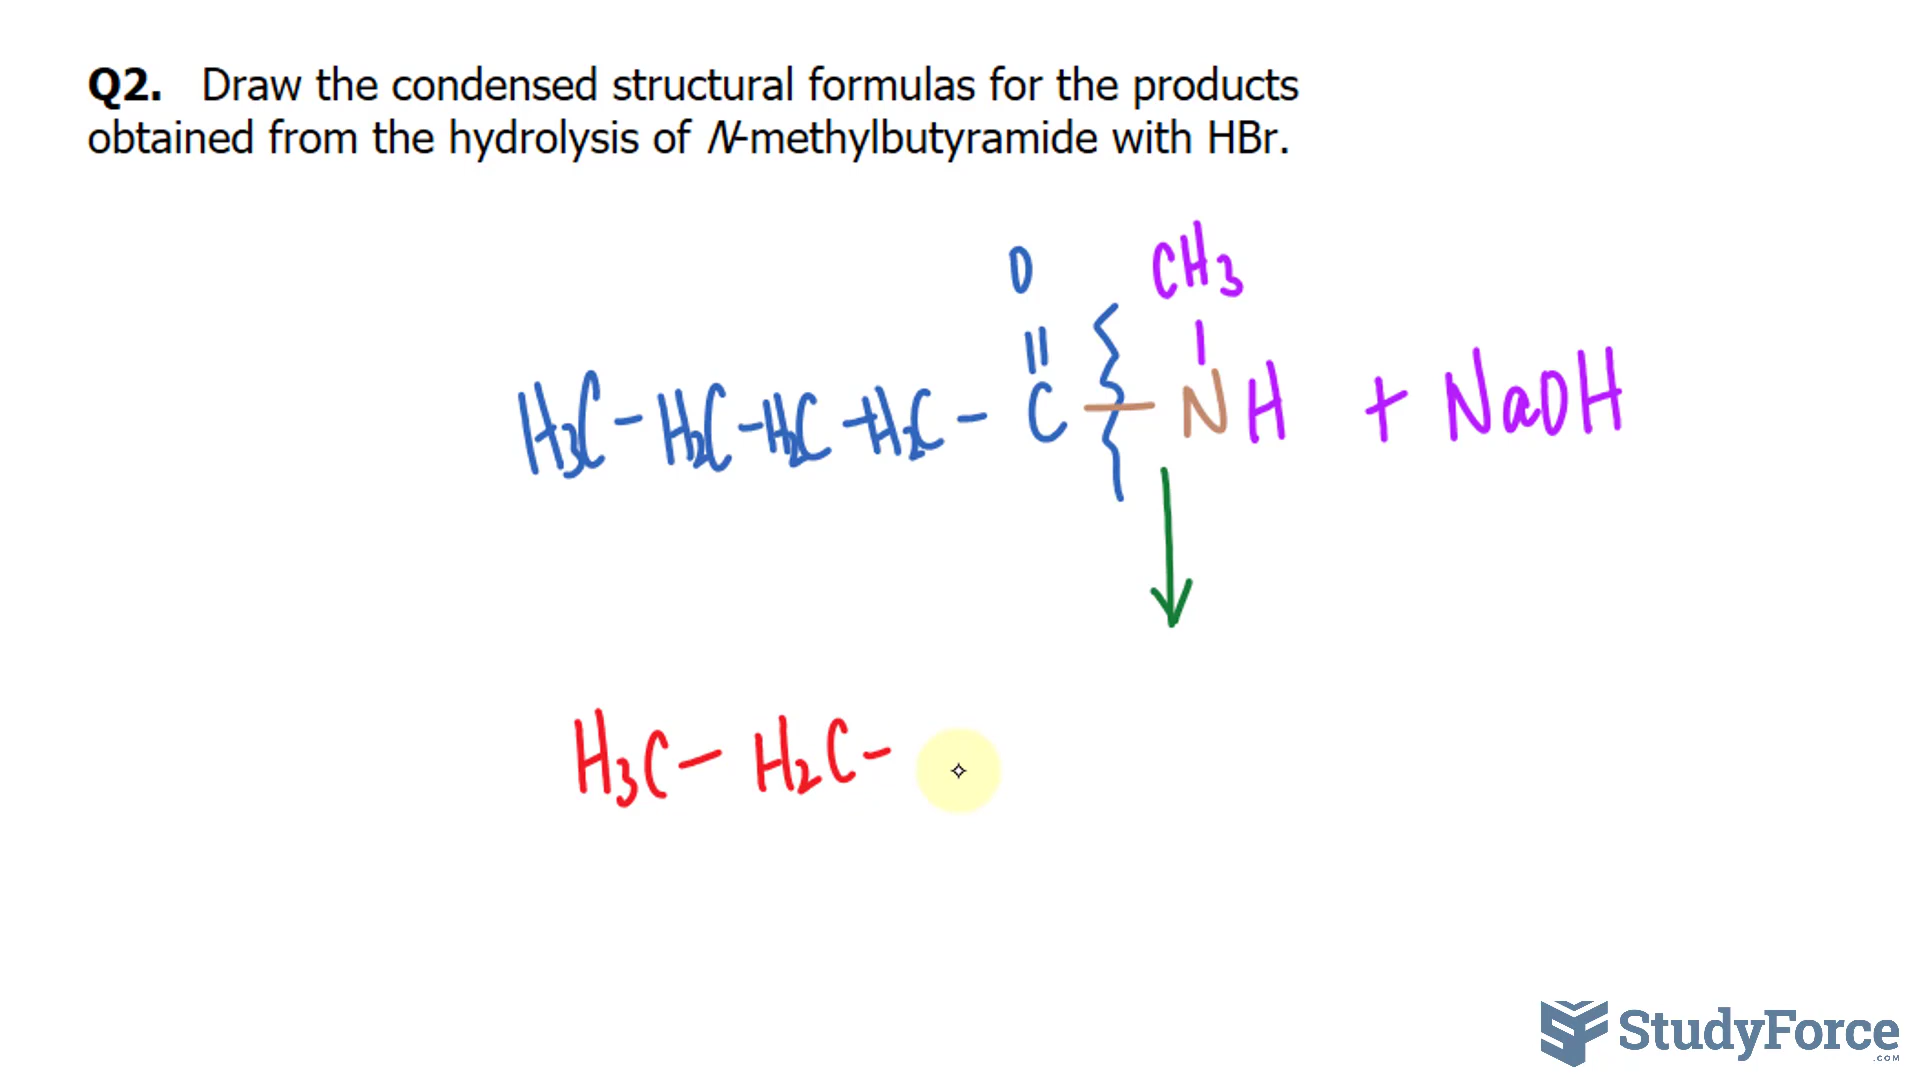 Q2. Draw the condensed structural formulas for the products
obtained from the hydrolysis of N-methylbutyramide with HBr.
O CH3
||  |
H3C - H2C - H2C - H2C - C - NH + NaOH
H3C - H2C -
StudyForce
.COM